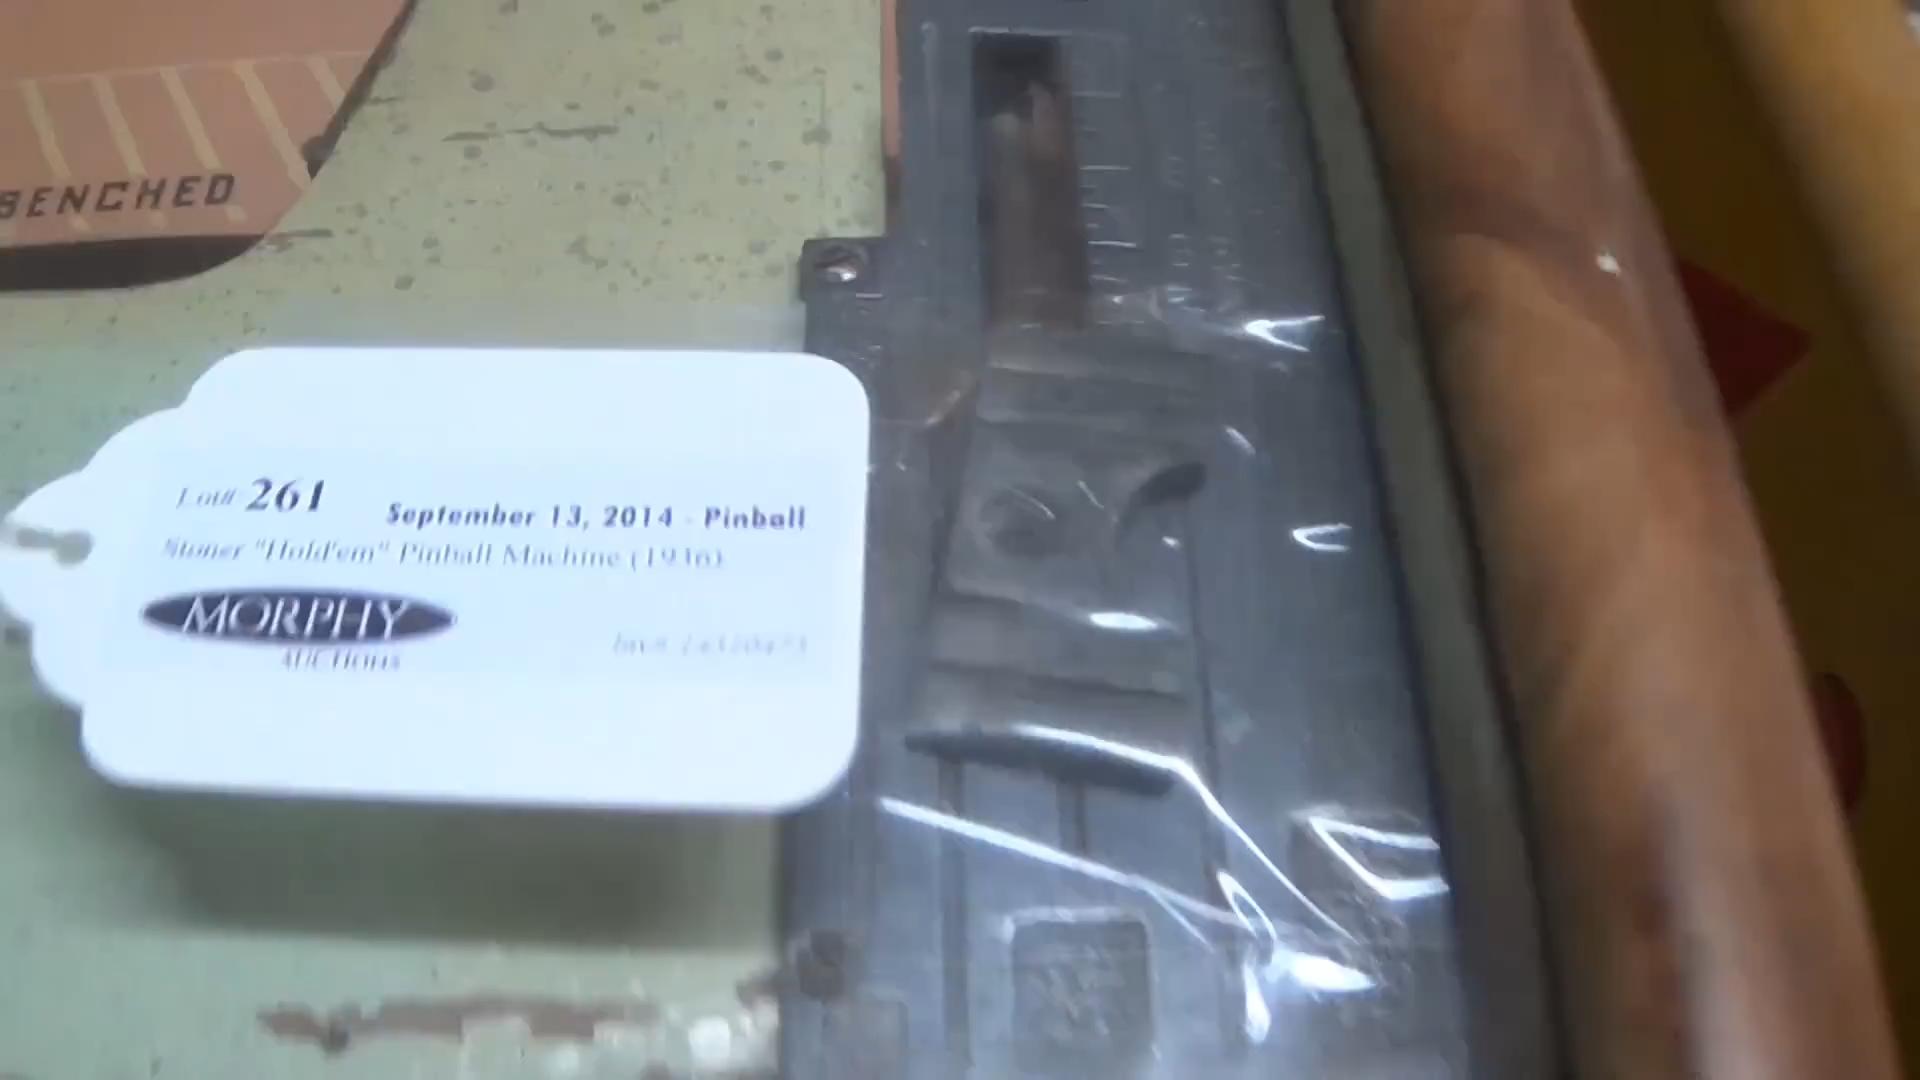 BENCHED
Lot# 261
September 13, 2014 - Pinball
Stoner "Hold'em" Pinball Machine (1936)
MORPHY
AUCTIONS